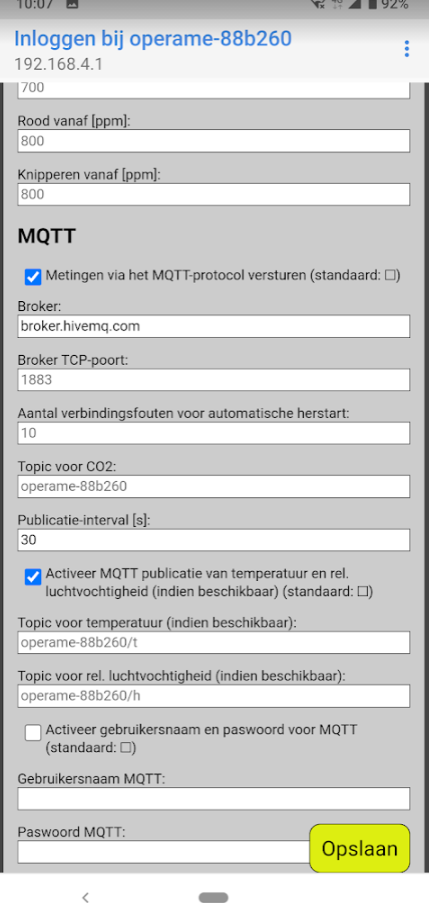 10:07 92%
Inloggen bij operame-88b260
192.168.4.1
700
Rood vanaf [ppm]:
800
Knipperen vanaf [ppm]:
800
MQTT
Metingen via het MQTT-protocol versturen (standaard: ☐)
Broker:
broker.hivemq.com
Broker TCP-poort:
1883
Aantal verbindingsfouten voor automatische herstart:
10
Topic voor CO2:
operame-88b260
Publicatie-interval [s]:
30
Activeer MQTT publicatie van temperatuur en rel.
luchtvochtigheid (indien beschikbaar) (standaard: ☐)
Topic voor temperatuur (indien beschikbaar):
operame-88b260/t
Topic voor rel. luchtvochtigheid (indien beschikbaar):
operame-88b260/h
Activeer gebruikersnaam en paswoord voor MQTT
(standaard: ☐)
Gebruikersnaam MQTT:
Paswoord MQTT:
Opslaan